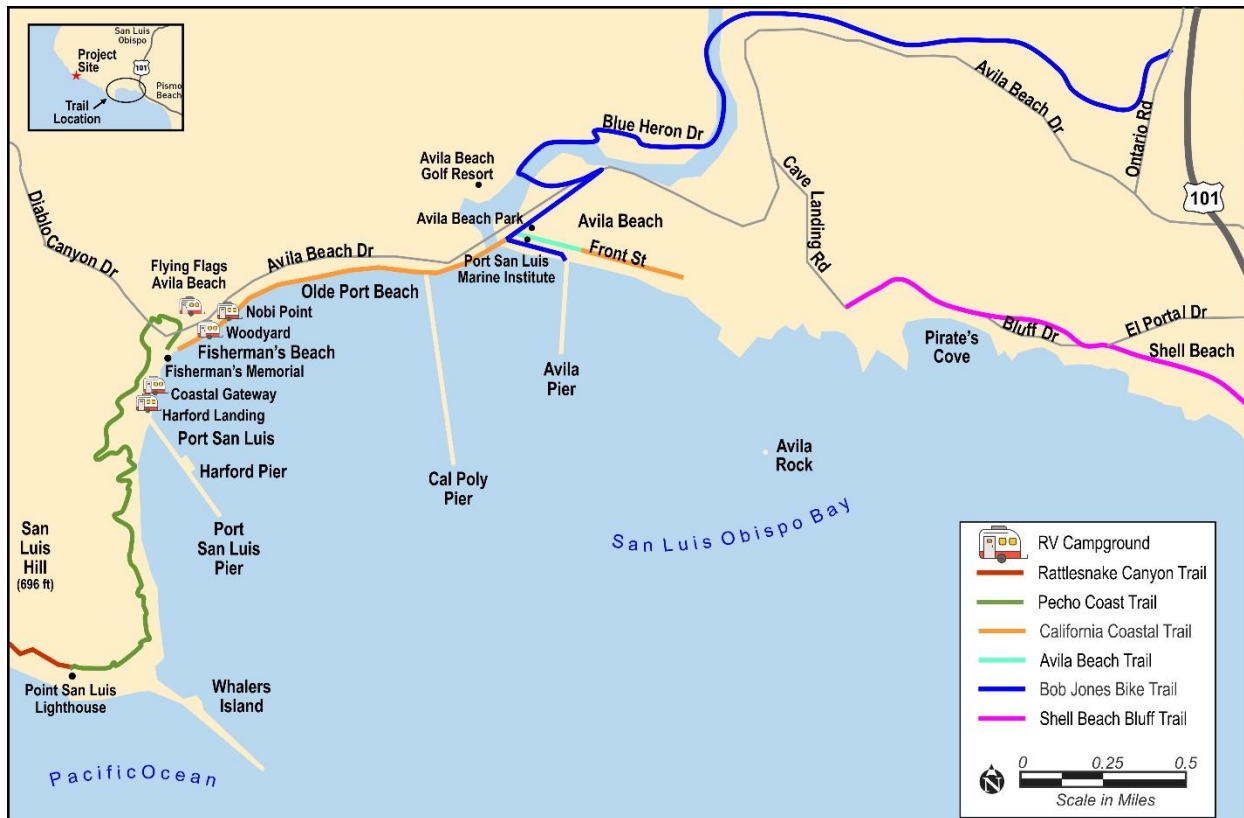 San Luis
Obispo
Project
Site
101
Pismo
Beach
Trail
Location
Blue Heron Dr
Avila Beach Dr
Ontario Rd
101
Avila Beach
Golf Resort
Cave Landing Rd
Diablo Canyon Dr
Avila Beach Park
Avila Beach
Front St
Port San Luis
Marine Institute
Avila Beach Dr
Flying Flags
Avila Beach
Olde Port Beach
Nobi Point
Woodyard
Fisherman's Beach
Fisherman's Memorial
Coastal Gateway
Harford Landing
Port San Luis
Harford Pier
Port
San Luis
Pier
Cal Poly
Pier
Avila
Pier
Pirate's
Cove
Bluff Dr
El Portal Dr
Shell Beach
Avila
Rock
San Luis Obispo Bay
San
Luis
Hill
(696 ft)
Point San Luis
Lighthouse
Whalers
Island
Pacific Ocean
RV Campground
Rattlesnake Canyon Trail
Pecho Coast Trail
California Coastal Trail
Avila Beach Trail
Bob Jones Bike Trail
Shell Beach Bluff Trail
N
0 0.25 0.5
Scale in Miles